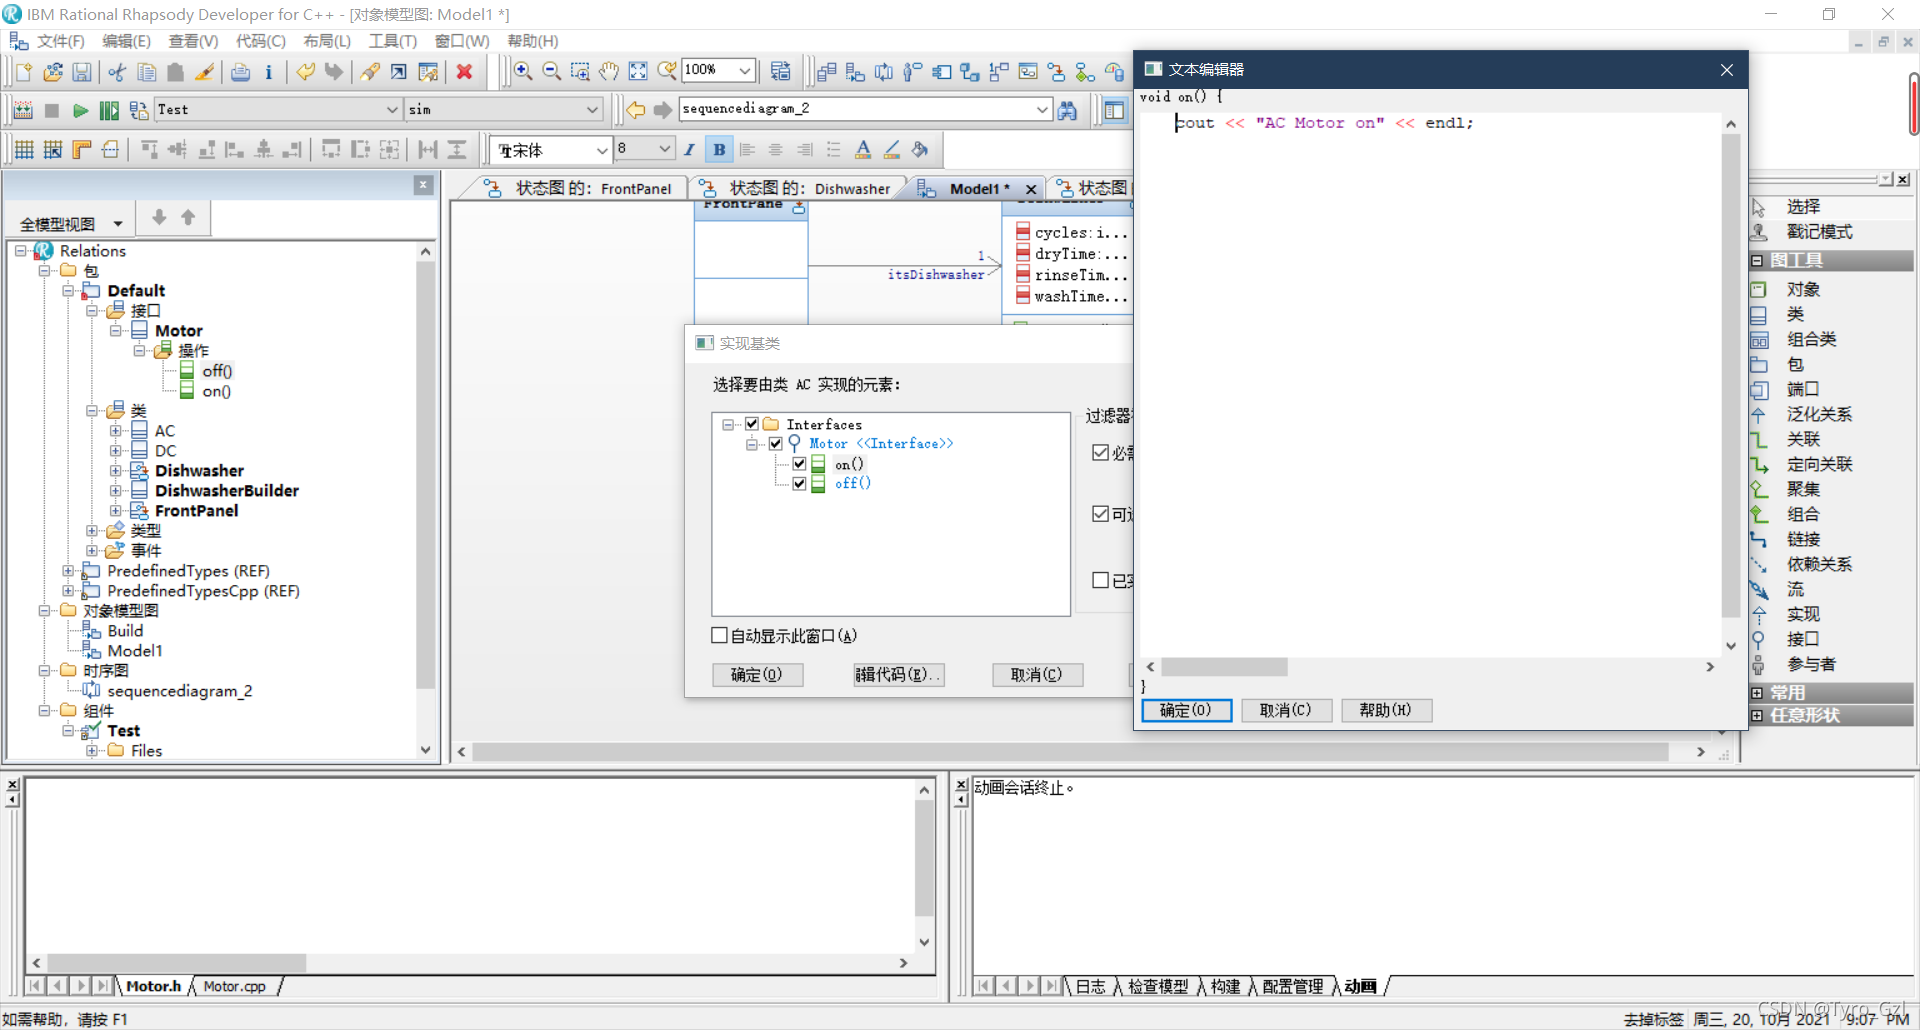 IBM Rational Rhapsody Developer for C++ - [对象模型图: Model1 *]
文件(F) 编辑(E) 查看(V) 代码(C) 布局(L) 工具(T) 窗口(W) 帮助(H)
100%
Test
sim
sequencediagram_2
宋体
8
状态图 的: FrontPanel
状态图 的: Dishwasher
Model1 *
状态图
全模型视图
Relations
包
Default
接口
Motor
操作
off()
on()
类
AC
DC
Dishwasher
DishwasherBuilder
FrontPanel
类型
事件
PredefinedTypes (REF)
PredefinedTypesCpp (REF)
对象模型图
Build
Model1
时序图
sequencediagram_2
组件
Test
Files
FrontPane
1
itsDishwasher
cycles:i...
dryTime:...
rinseTim...
washTime...
实现基类
选择要由类 AC 实现的元素:
Interfaces
Motor <<Interface>>
on()
off()
过滤器
必
可
已
自动显示此窗口(A)
确定(O)
辑代码(E)..
取消(C)
文本编辑器
void on() {
cout << "AC Motor on" << endl;
}
确定(O)
取消(C)
帮助(H)
选择
戳记模式
图工具
对象
类
组合类
包
端口
泛化关系
关联
定向关联
聚集
组合
链接
依赖关系
流
实现
接口
参与者
常用
任意形状
Motor.h
Motor.cpp
动画会话终止。
日志
检查模型
构建
配置管理
动画
如需帮助，请按 F1
去掉标签
周三, 20, 10月 2021 9:07 PM
CSDN @Tyro_Gzl